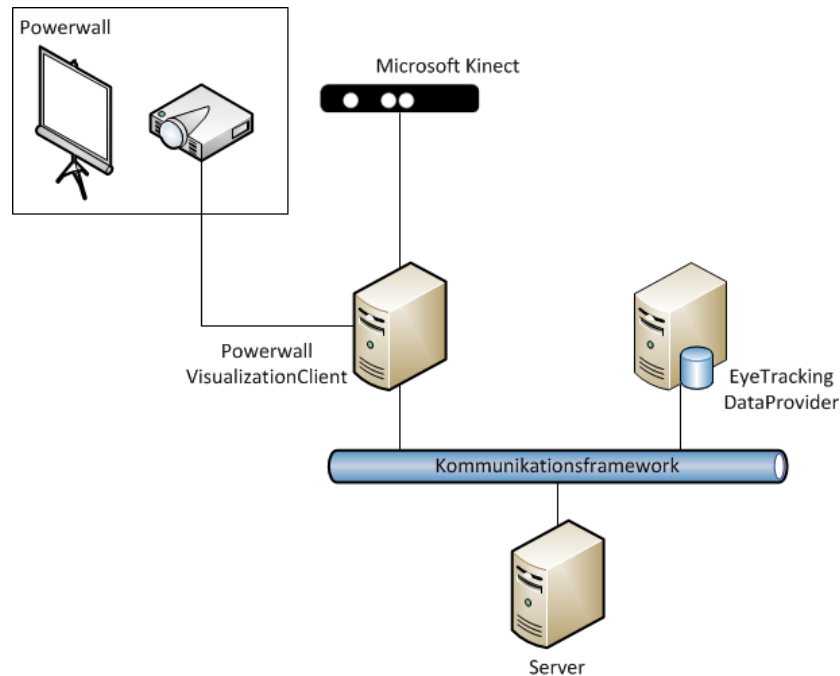 Powerwall
Microsoft Kinect
Powerwall
VisualizationClient
EyeTracking
DataProvider
Kommunikationsframework
Server